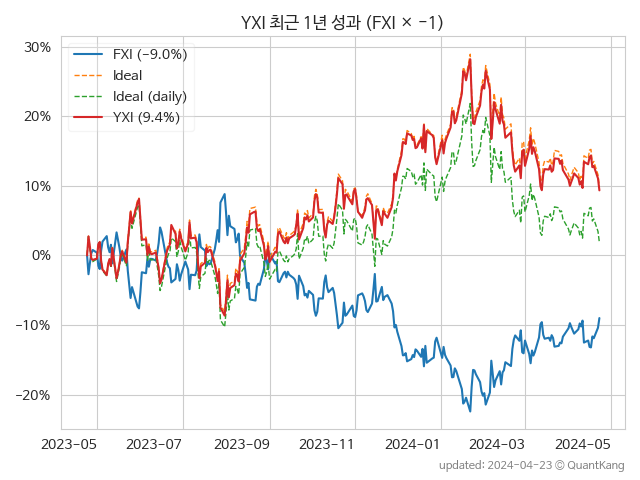 YXI 최근 1년 성과 (FXI × −1)
30%
20%
10%
0%
−10%
−20%
FXI (−9.0%)
Ideal
Ideal (daily)
YXI (9.4%)
2023-05 2023-07 2023-09 2023-11 2024-01 2024-03 2024-05
updated: 2024-04-23 © QuantKang